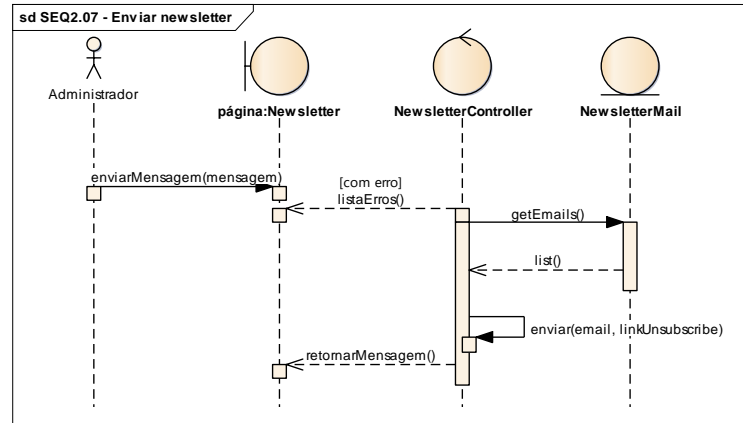 sd SEQ2.07 - Enviar newsletter
Administrador
página:Newsletter
NewsletterController
NewsletterMail
enviarMensagem(mensagem)
[com erro]
listaErros()
getEmails()
list()
enviar(email, linkUnsubscribe)
retornarMensagem()